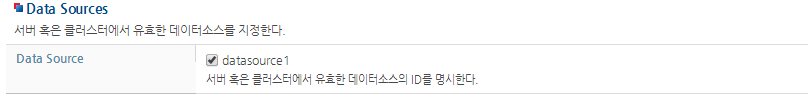 Data Sources
서버 혹은 클러스터에서 유효한 데이터소스를 지정한다.
Data Source
datasource1
서버 혹은 클러스터에서 유효한 데이터소스의 ID를 명시한다.